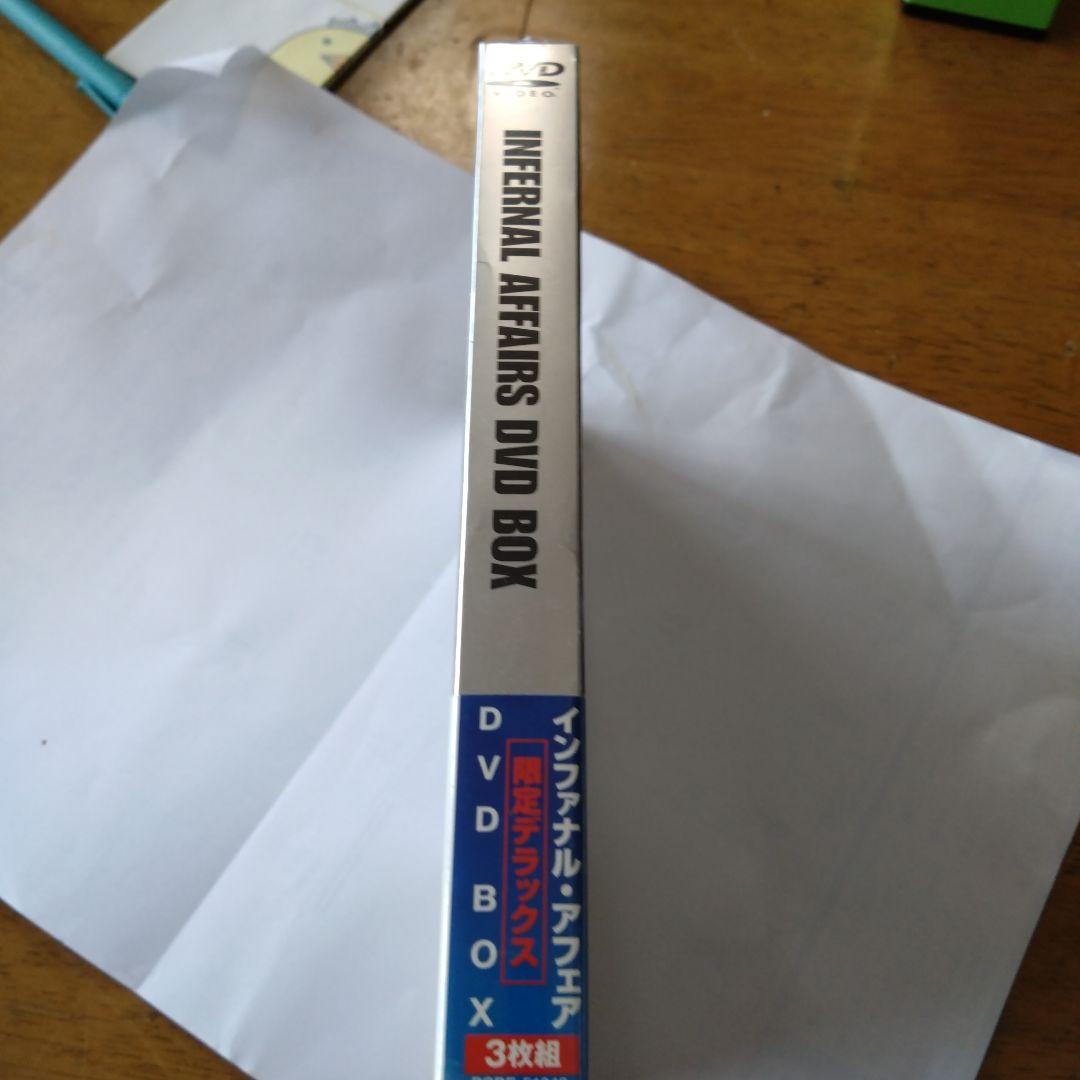 DVD
VIDEO
INFERNAL AFFAIRS DVD BOX
インファナル・アフェア
限定デラックス
DVD BOX
3枚組